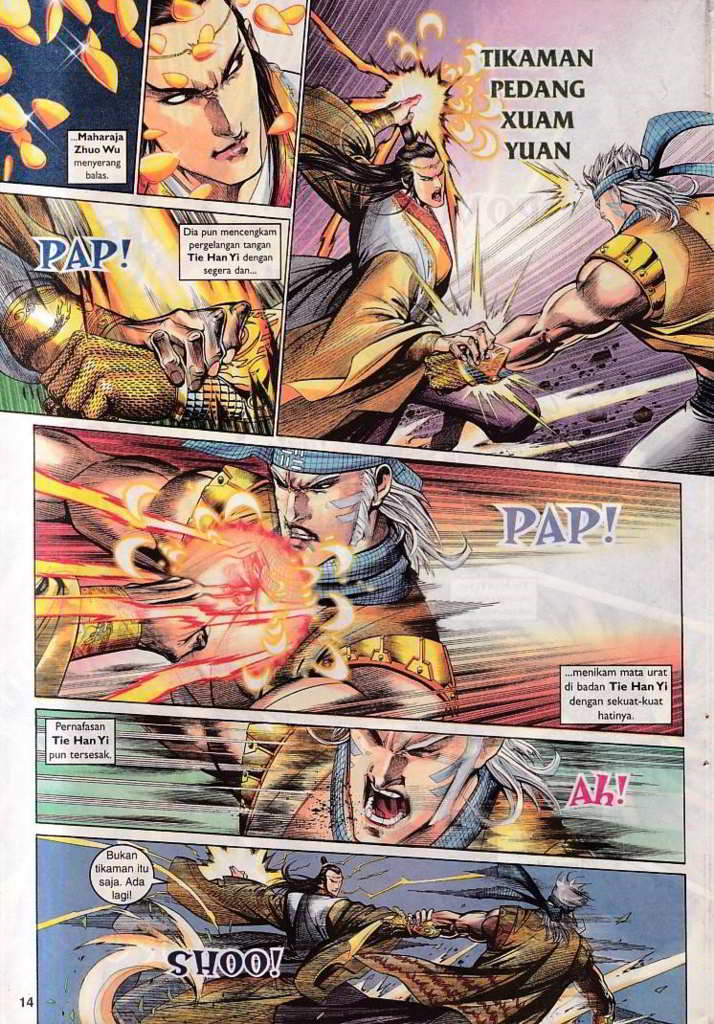 ...Maharaja
Zhuo Wu
menyerang
balas.
TIKAMAN
PEDANG
XUAM
YUAN
PAP!
Dia pun mencengkam
pergelangan tangan
Tie Han Yi dengan
segera dan...
PAP!
...menikam mata urat
di badan Tie Han Yi
dengan sekuat-kuat
hatinya.
Pernafasan
Tie Han Yi
pun tersesak.
Ah!
Bukan
tikaman itu
saja. Ada
lagi!
SHOO!
14